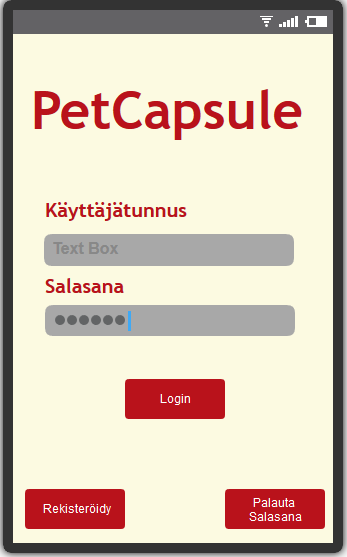 PetCapsule
Käyttäjätunnus
Text Box
Salasana
Login
Rekisteröidy
Palauta
Salasana